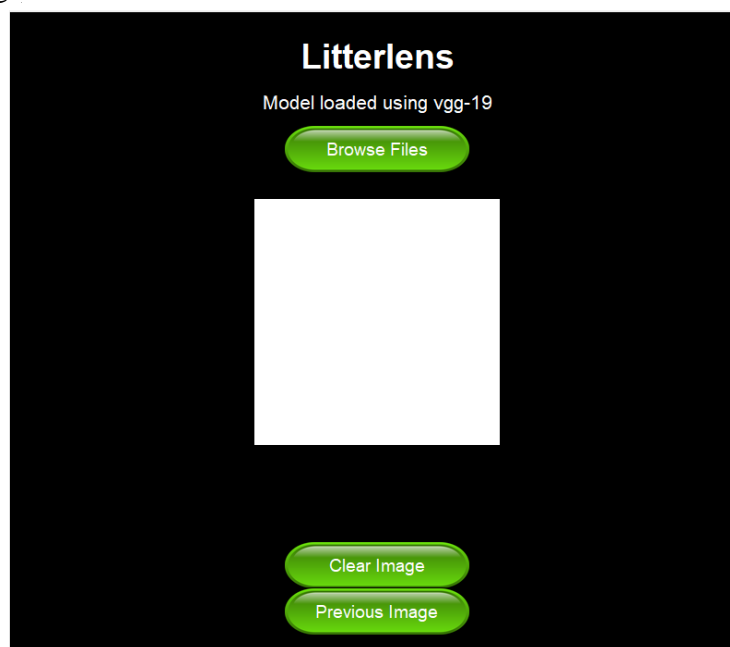 Litterlens
Model loaded using vgg-19
Browse Files
Clear Image
Previous Image